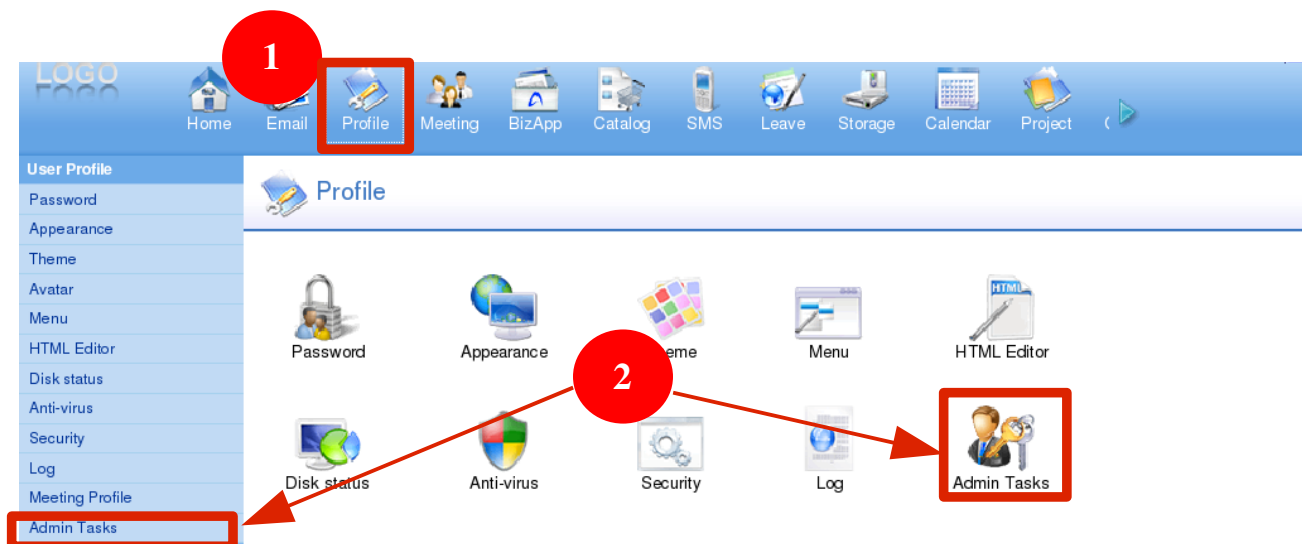 LOGO
1
Home Email Profile Meeting BizApp Catalog SMS Leave Storage Calendar Project
User Profile
Password
Appearance
Theme
Avatar
Menu
HTML Editor
Disk status
Anti-virus
Security
Log
Meeting Profile
Admin Tasks
Profile
HTML
Password Appearance eme Menu HTML Editor
2
Disk status Anti-virus Security Log Admin Tasks